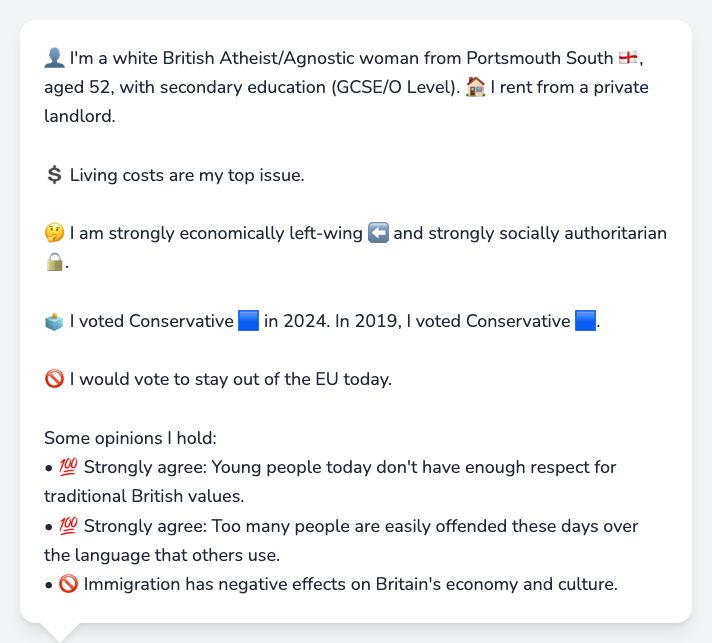 👤 I'm a white British Atheist/Agnostic woman from Portsmouth South 🏴󠁧󠁢󠁥󠁮󠁧󠁿,
aged 52, with secondary education (GCSE/O Level). 🏠 I rent from a private
landlord.
💲 Living costs are my top issue.
🤔 I am strongly economically left-wing ⬅️ and strongly socially authoritarian
🔒.
🗳️ I voted Conservative 🟦 in 2024. In 2019, I voted Conservative 🟦.
🚫 I would vote to stay out of the EU today.
Some opinions I hold:
• 💯 Strongly agree: Young people today don't have enough respect for
traditional British values.
• 💯 Strongly agree: Too many people are easily offended these days over
the language that others use.
• 🚫 Immigration has negative effects on Britain's economy and culture.